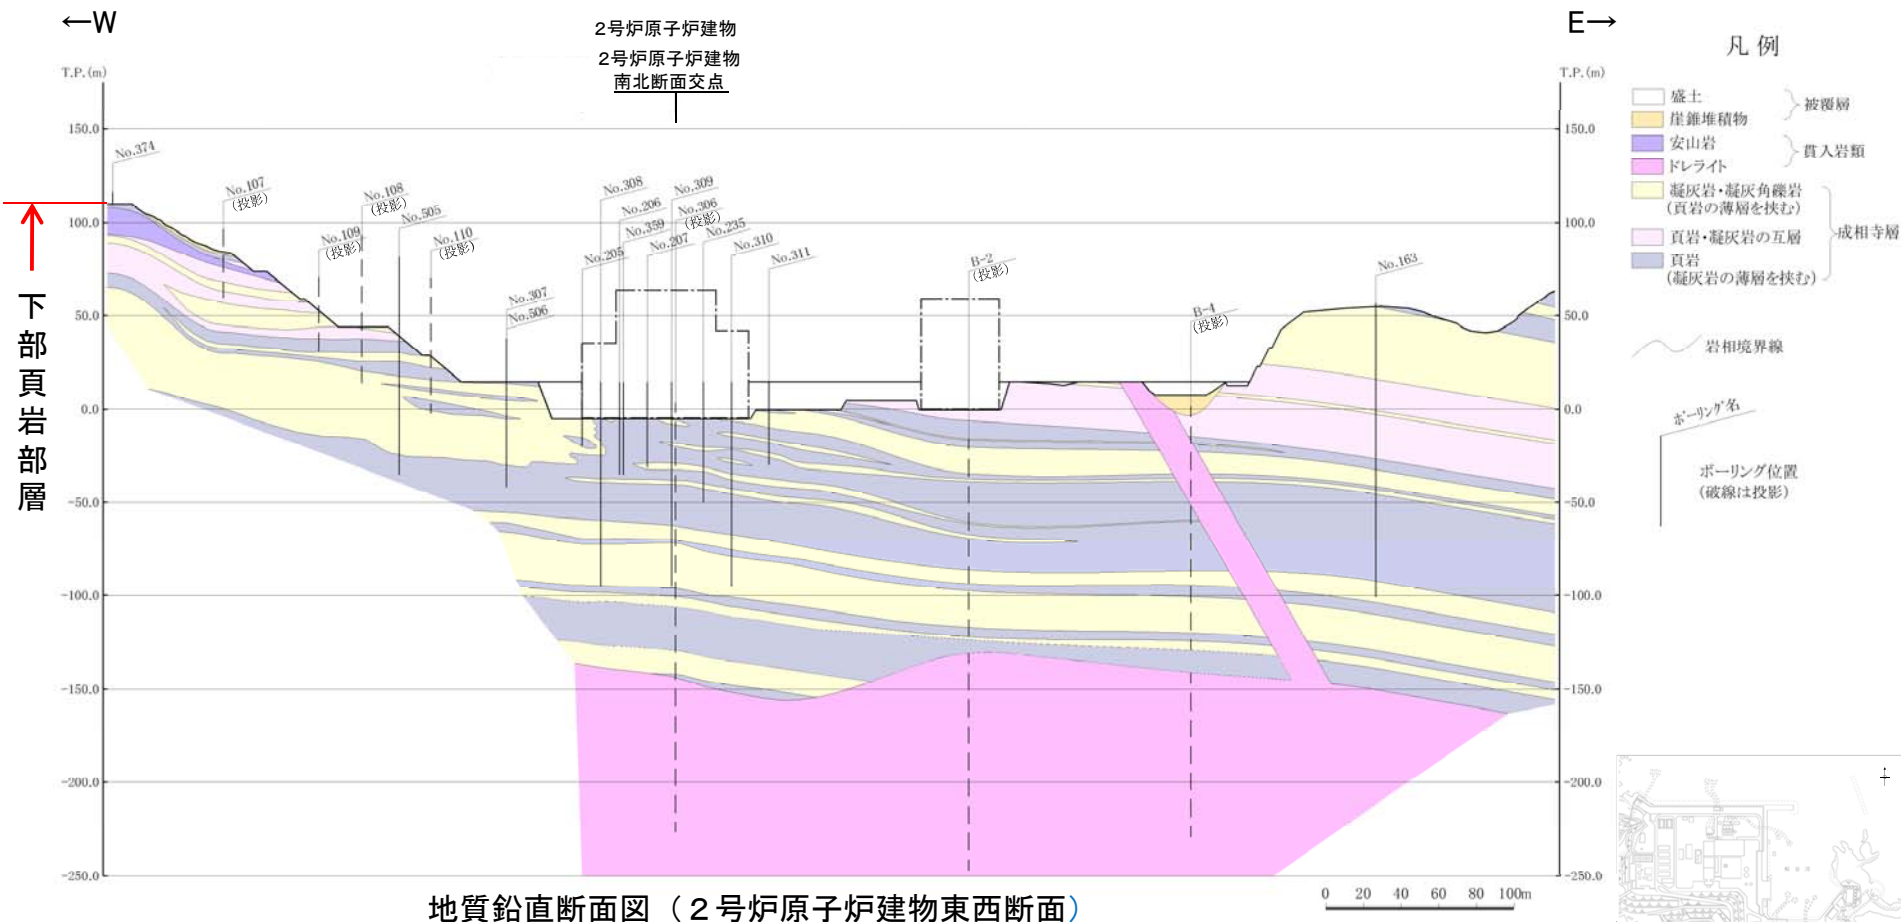 ←W
2号炉原子炉建物
2号炉原子炉建物
南北断面交点
E→
凡 例
T.P.(m)
T.P.(m)
盛土
被覆層
崖錐堆積物
安山岩
貫入岩類
ドレライト
凝灰岩・凝灰角礫岩
(頁岩の薄層を挟む)
頁岩・凝灰岩の互層
成相寺層
頁岩
(凝灰岩の薄層を挟む)
岩相境界線
ボーリング名
ボーリング位置
(破線は投影)
下部頁岩部層
150.0
100.0
50.0
0.0
-50.0
-100.0
-150.0
-200.0
-250.0
No.374
No.107
(投影)
No.109
(投影)
No.108
(投影)
No.505
No.110
(投影)
No.307
No.506
No.205
No.308
No.206
No.359
No.207
No.309
No.306
(投影)
No.235
No.310
No.311
B-2
(投影)
B-4
(投影)
No.163
150.0
100.0
50.0
0.0
-50.0
-100.0
-150.0
-200.0
-250.0
0 20 40 60 80 100m
地質鉛直断面図（２号炉原子炉建物東西断面）